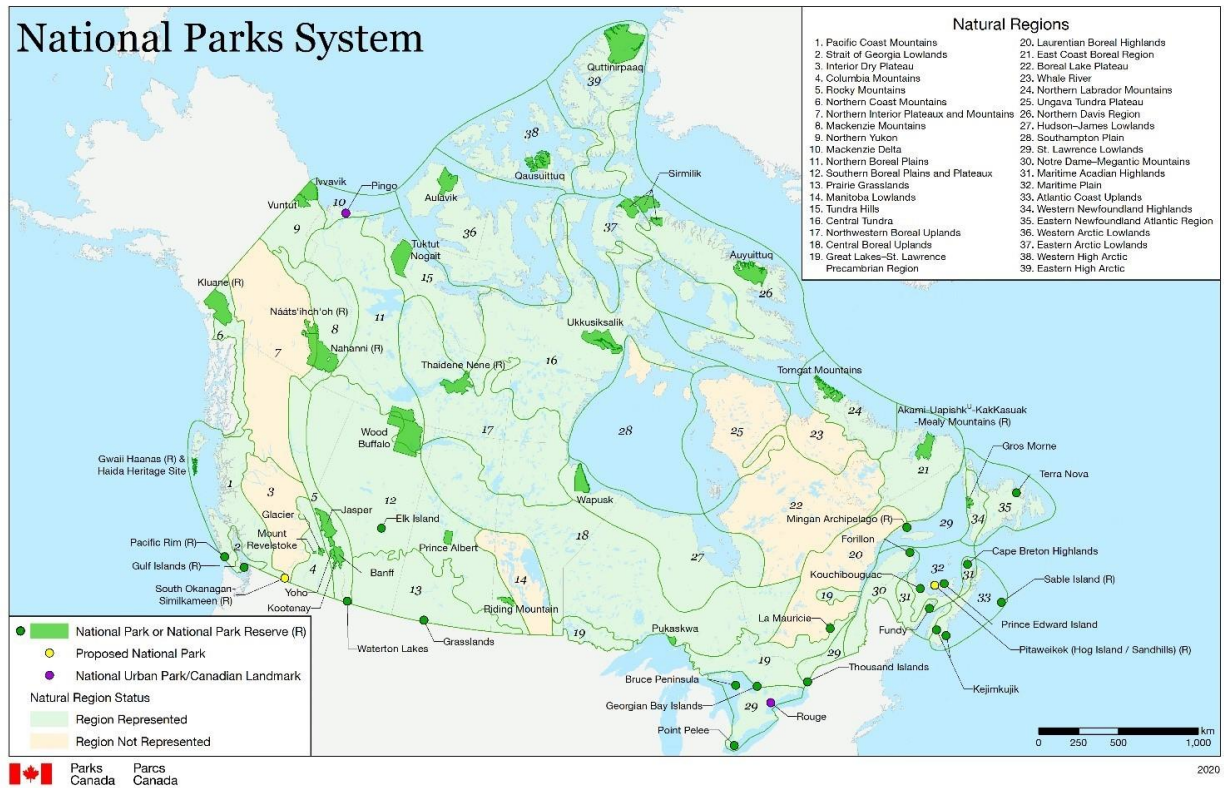 National Parks System
Natural Regions
1. Pacific Coast Mountains
2. Strait of Georgia Lowlands
3. Interior Dry Plateau
4. Columbia Mountains
5. Rocky Mountains
6. Northern Coast Mountains
7. Northern Interior Plateaux and Mountains
8. Mackenzie Mountains
9. Northern Yukon
10. Mackenzie Delta
11. Northern Boreal Plains
12. Southern Boreal Plains and Plateaux
13. Prairie Grasslands
14. Manitoba Lowlands
15. Tundra Hills
16. Central Tundra
17. Northwestern Boreal Uplands
18. Central Boreal Uplands
19. Great Lakes–St. Lawrence
Precambrian Region
20. Laurentian Boreal Highlands
21. East Coast Boreal Region
22. Boreal Lake Plateau
23. Whale River
24. Northern Labrador Mountains
25. Ungava Tundra Plateau
26. Northern Davis Region
27. Hudson–James Lowlands
28. Southampton Plain
29. St. Lawrence Lowlands
30. Notre Dame–Megantic Mountains
31. Maritime Acadian Highlands
32. Maritime Plain
33. Atlantic Coast Uplands
34. Western Newfoundland Highlands
35. Eastern Newfoundland Atlantic Region
36. Western Arctic Lowlands
37. Eastern Arctic Lowlands
38. Western High Arctic
39. Eastern High Arctic
Quttinirpaaq
39
38
Qausuittuq
Sirmilik
Ivvavik
Pingo
Vuntut
10
Aulavik
9
36
37
Tuktut
Nogait
15
Auyuittuq
26
Kluane (R)
Nááts'ihch'oh (R)
6
8
11
Ukkusiksalik
7
Nahanni (R)
16
Thaidene Nene (R)
Torngat Mountains
24
Akami-Uapishkᵁ-KakKasuak
-Mealy Mountains (R)
Wood
Buffalo
17
28
25
23
Gros Morne
Gwaii Haanas (R) &
Haida Heritage Site
21
Terra Nova
1
3
5
12
Wapusk
22
35
Glacier
Jasper
Elk Island
Mingan Archipelago (R)
29
34
Mount
Revelstoke
Prince Albert
18
Forillon
Pacific Rim (R)
2
27
20
Cape Breton Highlands
Gulf Islands (R)
4
Banff
14
Kouchibouguac
32
31
Sable Island (R)
South Okanagan-
Similkameen (R)
Yoho
13
19
30
31
33
Kootenay
Riding Mountain
La Mauricie
Prince Edward Island
Grasslands
19
Pukaskwa
Fundy
Waterton Lakes
19
29
Pitaweikek (Hog Island / Sandhills) (R)
Thousand Islands
Bruce Peninsula
Kejimkujik
Georgian Bay Islands
29
Rouge
Point Pelee
National Park or National Park Reserve (R)
Proposed National Park
National Urban Park/Canadian Landmark
Natural Region Status
Region Represented
Region Not Represented
0 250 500 1,000 km
Parks
Canada
Parcs
Canada
2020